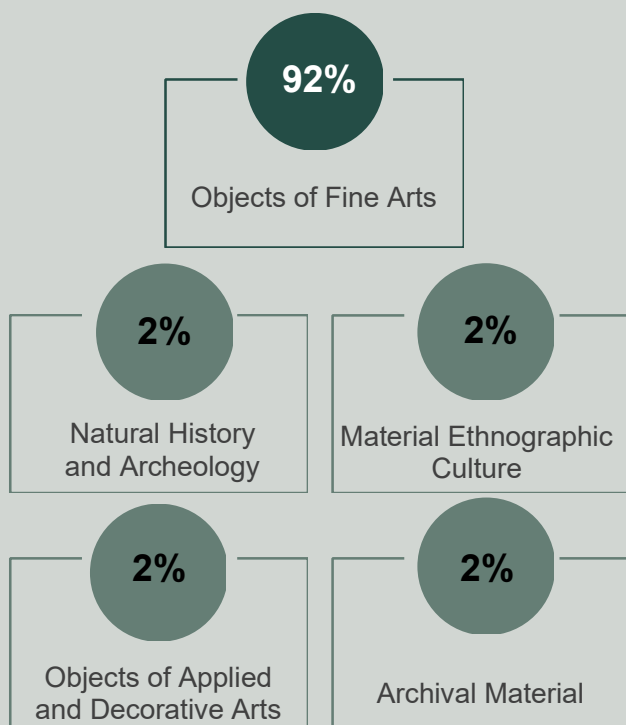 92%
Objects of Fine Arts
2%
Natural History
and Archeology
2%
Material Ethnographic
Culture
2%
Objects of Applied
and Decorative Arts
2%
Archival Material